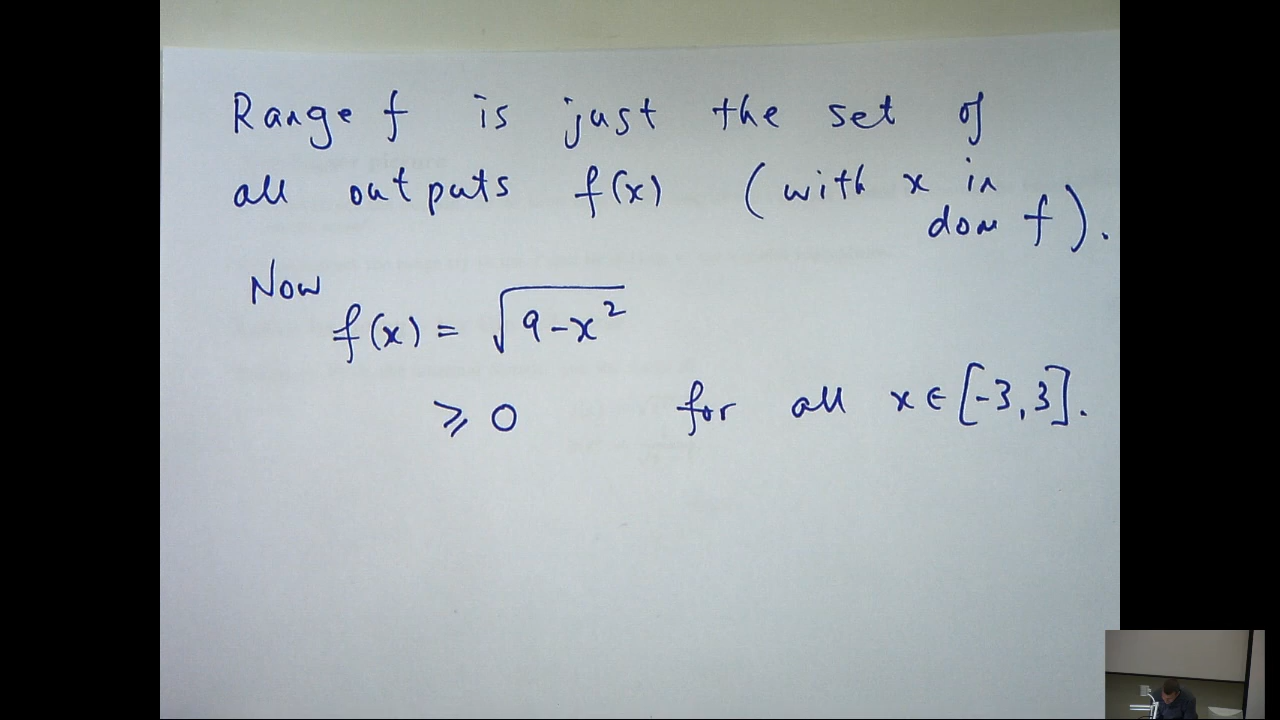 Range f is just the set of
all outputs f(x) (with x in
dom f).
Now
f(x) = √(9-x²)
⩾ 0 for all x ∈ [-3,3].